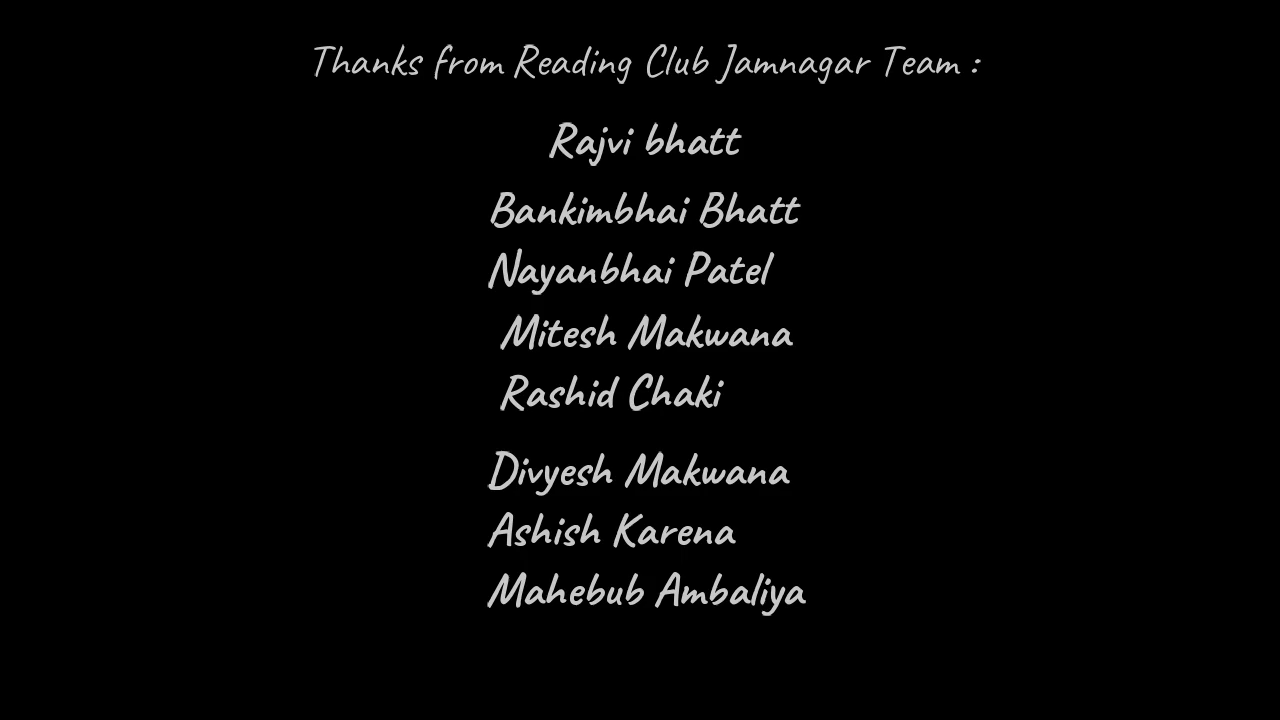 Thanks from Reading Club Jamnagar Team :
Rajvi bhatt
Bankimbhai Bhatt
Nayanbhai Patel
Mitesh Makwana
Rashid Chaki
Divyesh Makwana
Ashish Karena
Mahebub Ambaliya